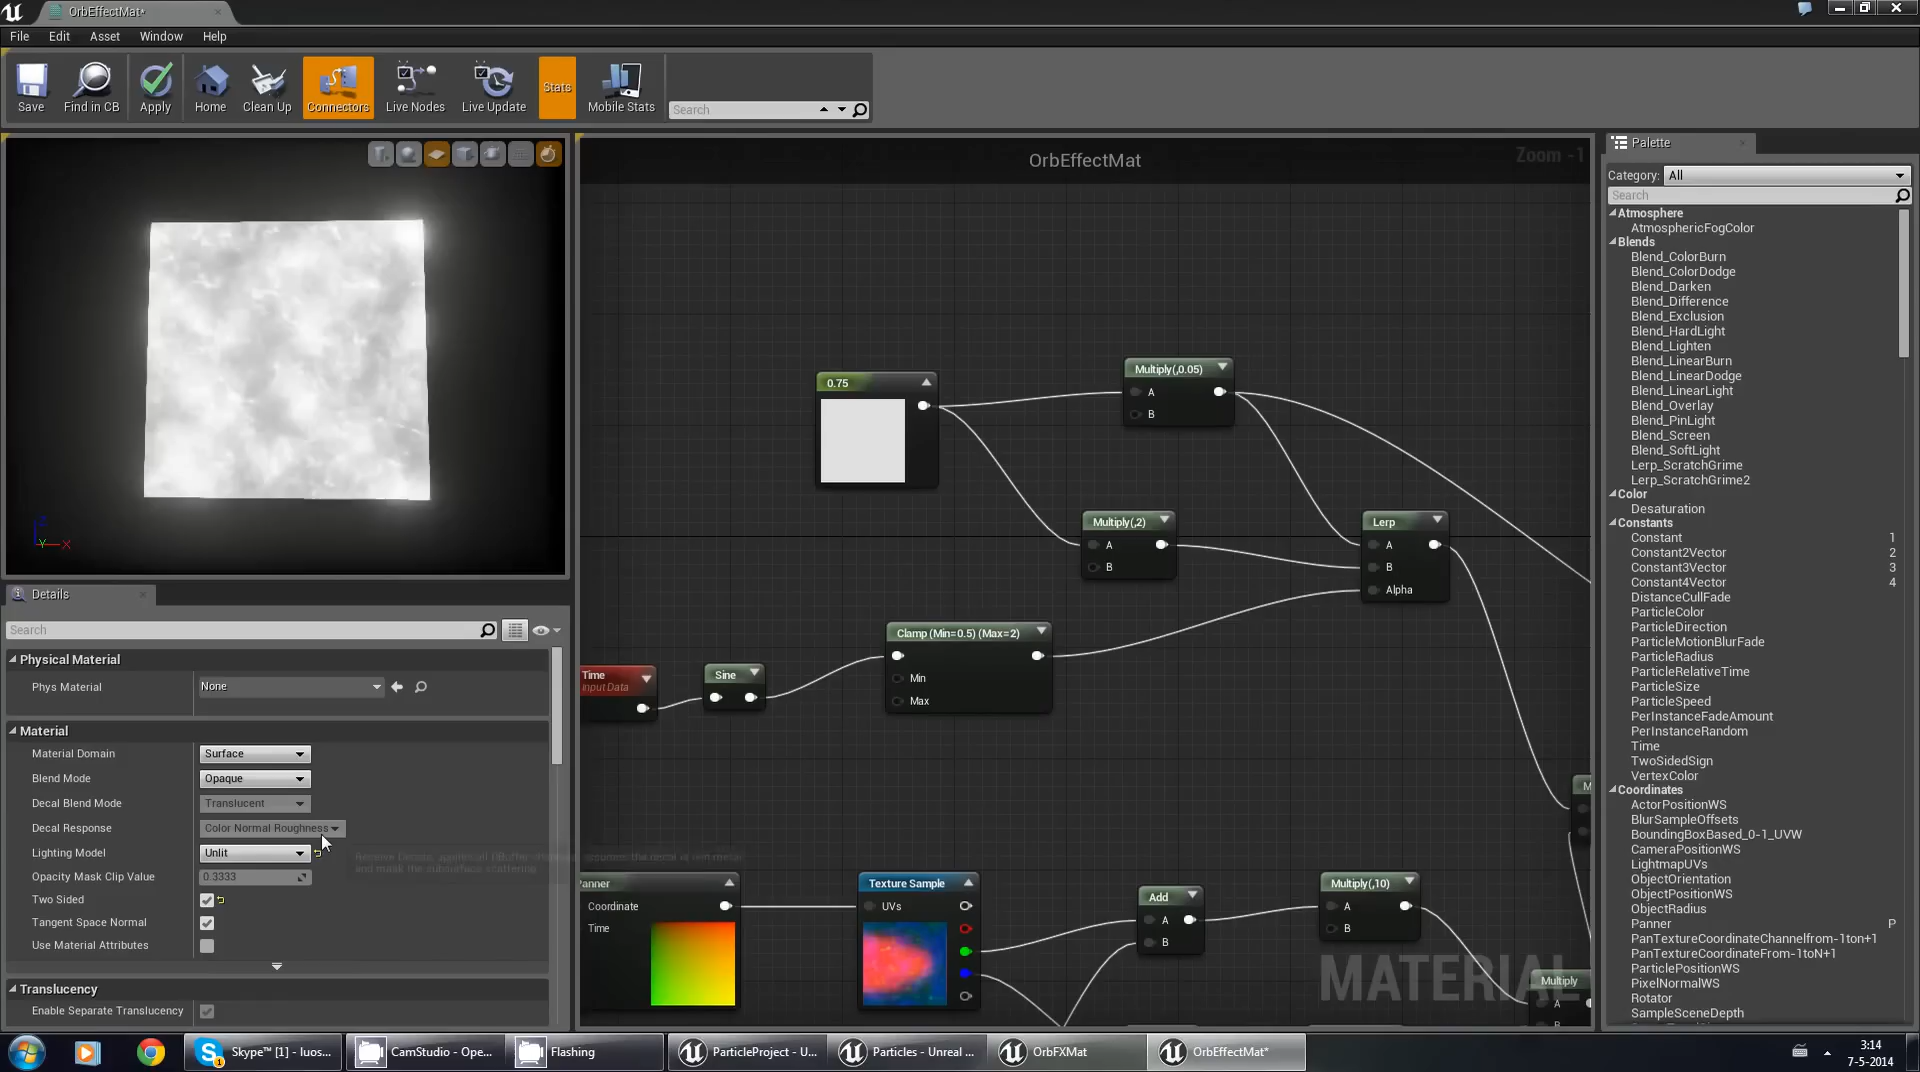 OrbEffectMat*
File Edit Asset Window Help
Save Find in CB Apply Home Clean Up Connectors Live Nodes Live Update Stats Mobile Stats Search
OrbEffectMat
Zoom -1
0.75
Multiply(,0.05)
A
B
Multiply(,2)
A
B
Lerp
A
B
Alpha
Clamp (Min=0.5) (Max=2)
Min
Max
Time
Input Data
Sine
Panner
Coordinate
Time
Texture Sample
UVs
Add
A
B
Multiply(,10)
A
B
M
Multiply
A
B
MATERIAL
Details
Search
Physical Material
Phys Material None
Material
Material Domain Surface
Blend Mode Opaque
Decal Blend Mode Translucent
Decal Response Color Normal Roughness
Lighting Model Unlit
Opacity Mask Clip Value 0.3333
Two Sided
Tangent Space Normal
Use Material Attributes
Translucency
Enable Separate Translucency
Palette
Category: All
Search
Atmosphere
AtmosphericFogColor
Blends
Blend_ColorBurn
Blend_ColorDodge
Blend_Darken
Blend_Difference
Blend_Exclusion
Blend_HardLight
Blend_Lighten
Blend_LinearBurn
Blend_LinearDodge
Blend_LinearLight
Blend_Overlay
Blend_PinLight
Blend_Screen
Blend_SoftLight
Lerp_ScratchGrime
Lerp_ScratchGrime2
Color
Desaturation
Constants
Constant 1
Constant2Vector 2
Constant3Vector 3
Constant4Vector 4
DistanceCullFade
ParticleColor
ParticleDirection
ParticleMotionBlurFade
ParticleRadius
ParticleRelativeTime
ParticleSize
ParticleSpeed
PerInstanceFadeAmount
PerInstanceRandom
Time
TwoSidedSign
VertexColor
Coordinates
ActorPositionWS
BlurSampleOffsets
BoundingBoxBased_0-1_UVW
CameraPositionWS
LightmapUVs
ObjectOrientation
ObjectPositionWS
ObjectRadius
Panner P
PanTextureCoordinateChannelfrom-1ton+1
PanTextureCoordinateFrom-1toN+1
ParticlePositionWS
PixelNormalWS
Rotator
SampleSceneDepth
Skype™ [1] - luos... CamStudio - Ope... Flashing ParticleProject - U... Particles - Unreal ... OrbFXMat OrbEffectMat*
3:14
7-5-2014